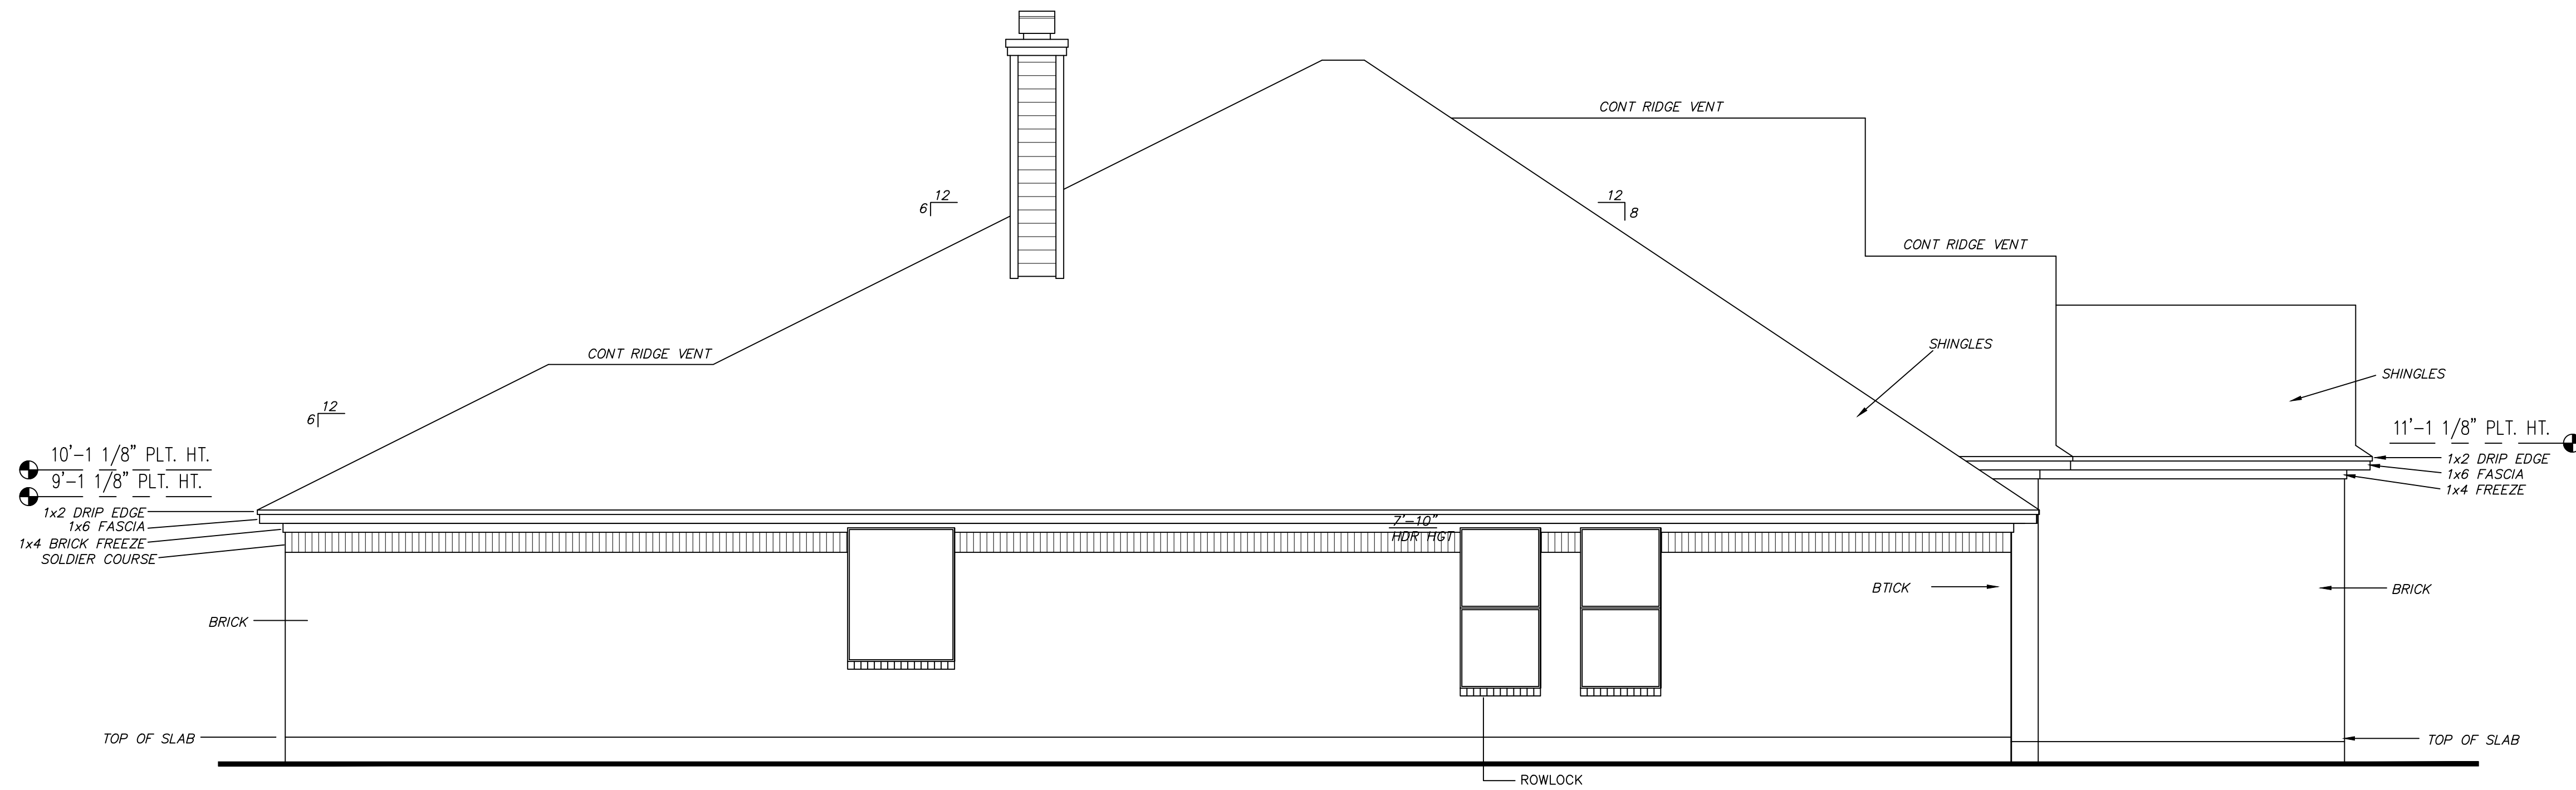 CONT RIDGE VENT
12
6
12
8
CONT RIDGE VENT
SHINGLES
CONT RIDGE VENT
SHINGLES
12
6
10'-1 1/8" PLT. HT.
9'-1 1/8" PLT. HT.
11'-1 1/8" PLT. HT.
1x2 DRIP EDGE
1x6 FASCIA
1x4 FREEZE
1x2 DRIP EDGE
1x6 FASCIA
1x4 BRICK FREEZE
SOLDIER COURSE
7'-10"
HDR HGT
BTICK
BRICK
BRICK
TOP OF SLAB
TOP OF SLAB
ROWLOCK